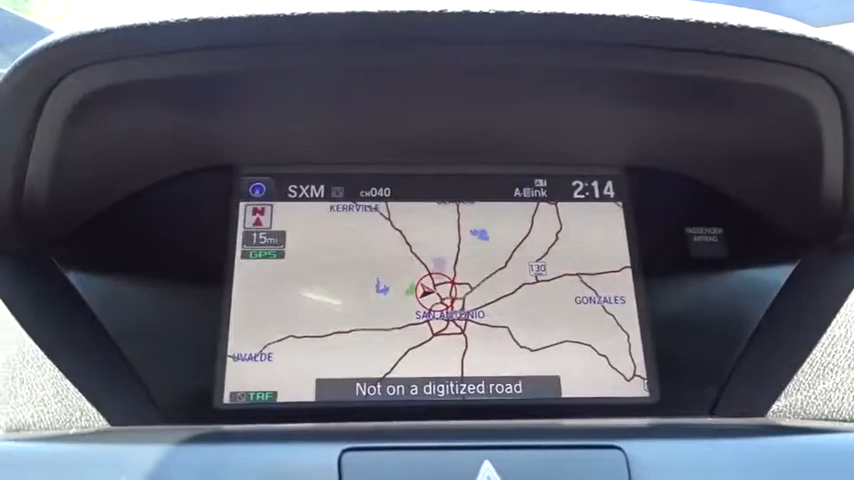 SXM CH040 A-Blink 2:14
KERRVILLE
N
15mi
GPS
130
GONZALES
SAN ANTONIO
UVALDE
TRF
Not on a digitized road
PASSENGER
AIRBAG